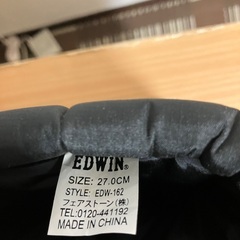 EDWIN®
SIZE: 27.0CM
STYLE: EDW-162
フェアストーン(株)
TEL:0120-441192
MADE IN CHINA